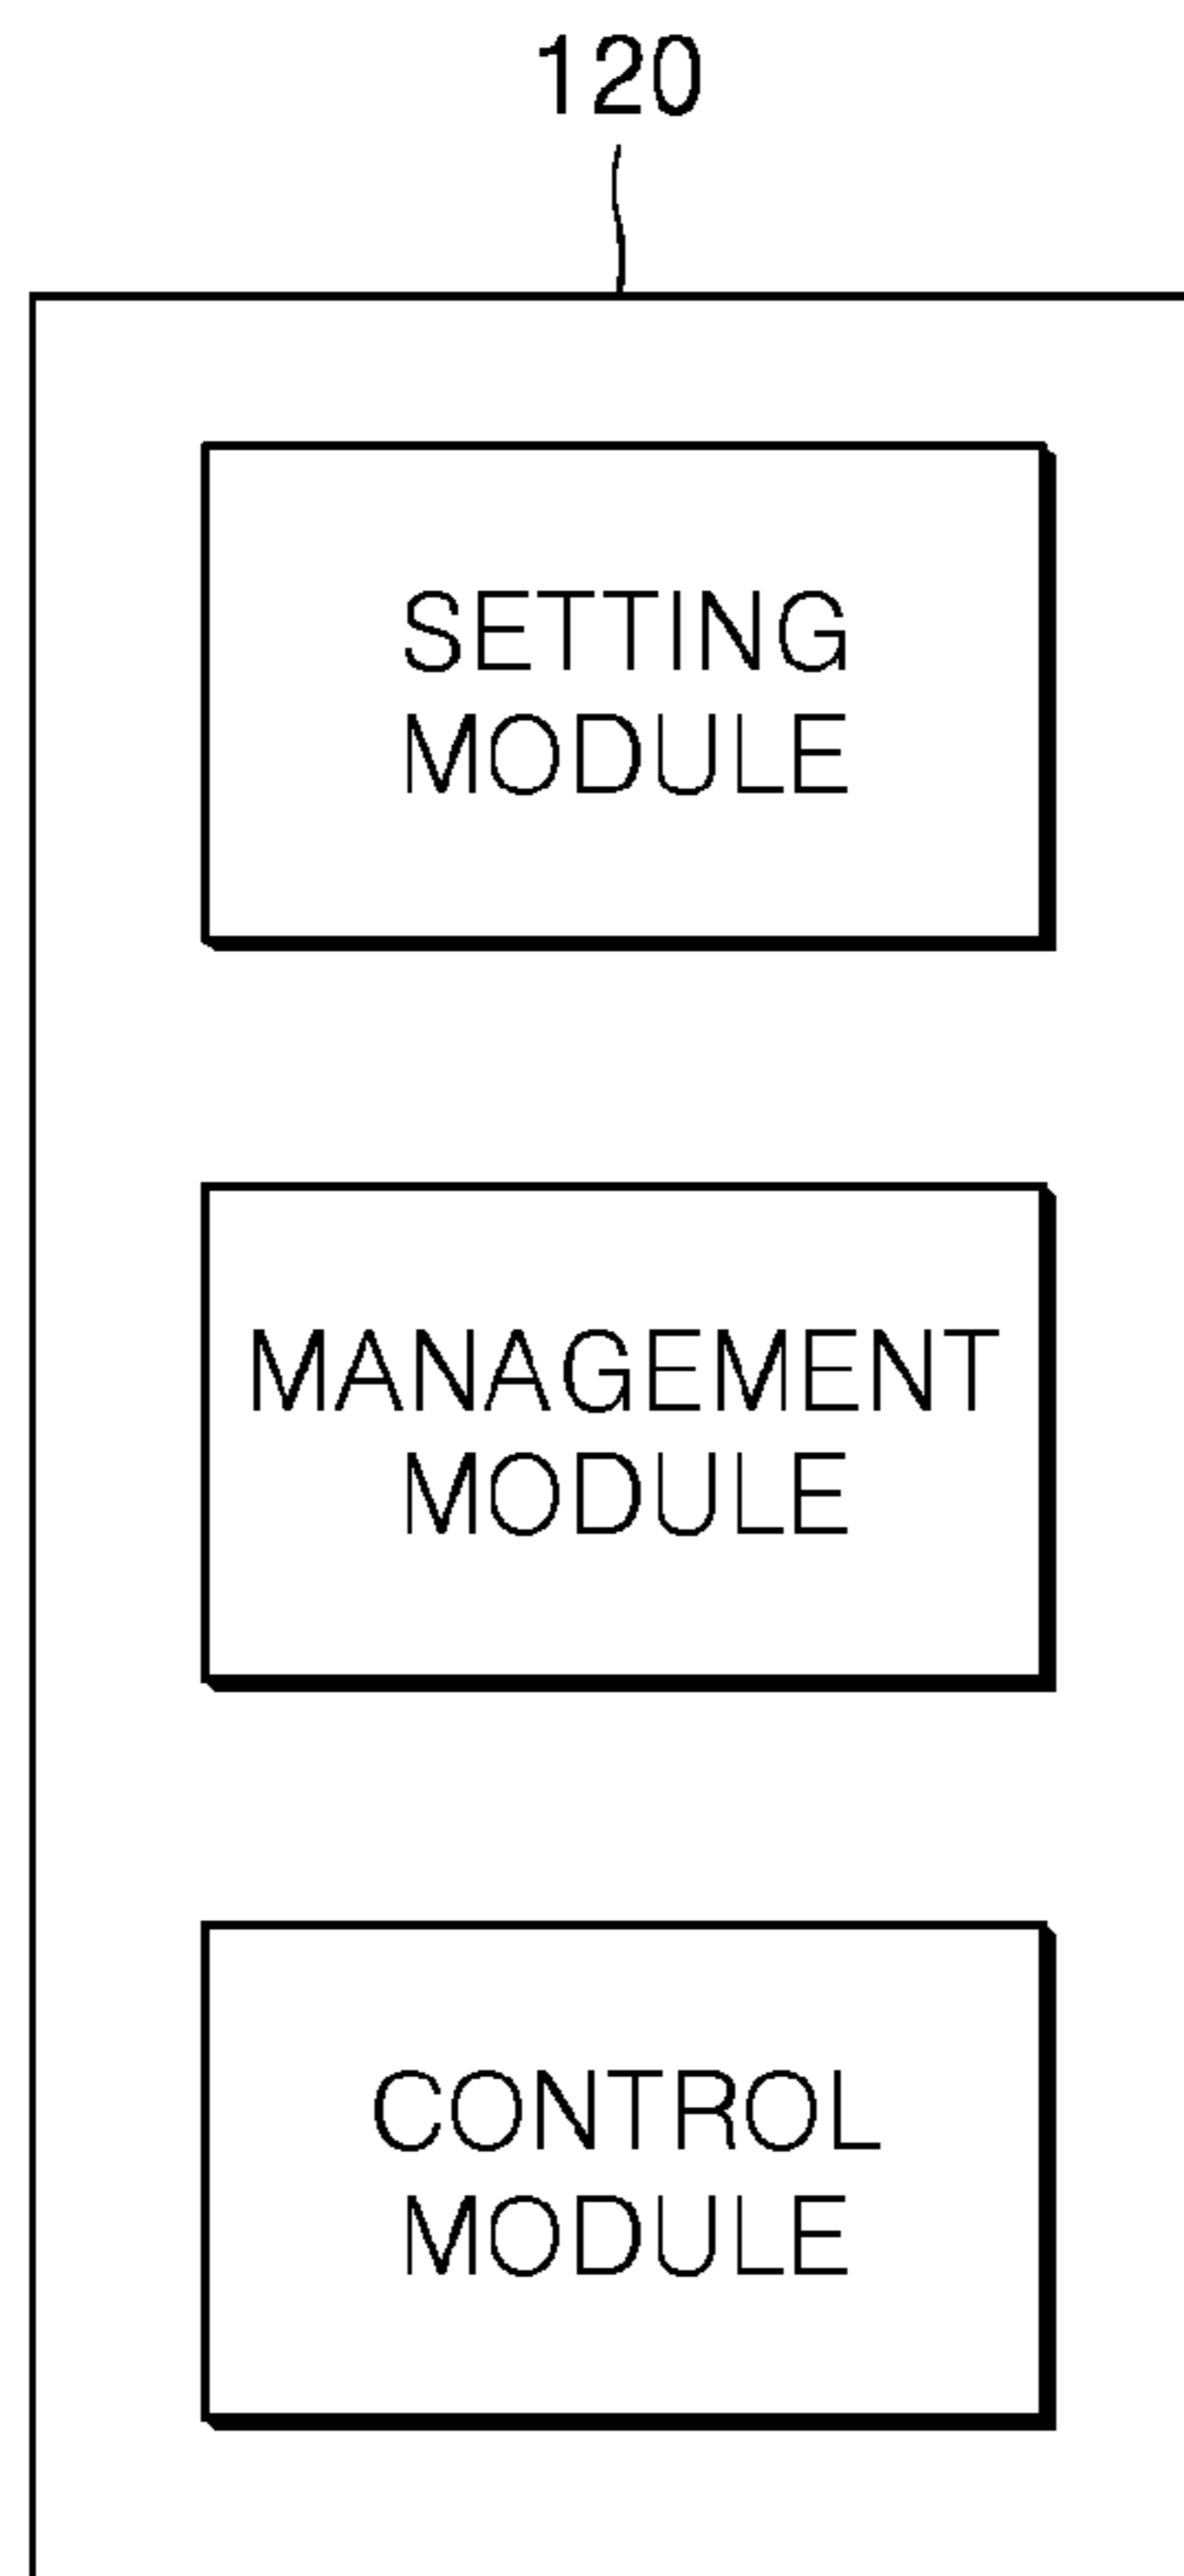 120
SETTING
MODULE
MANAGEMENT
MODULE
CONTROL
MODULE